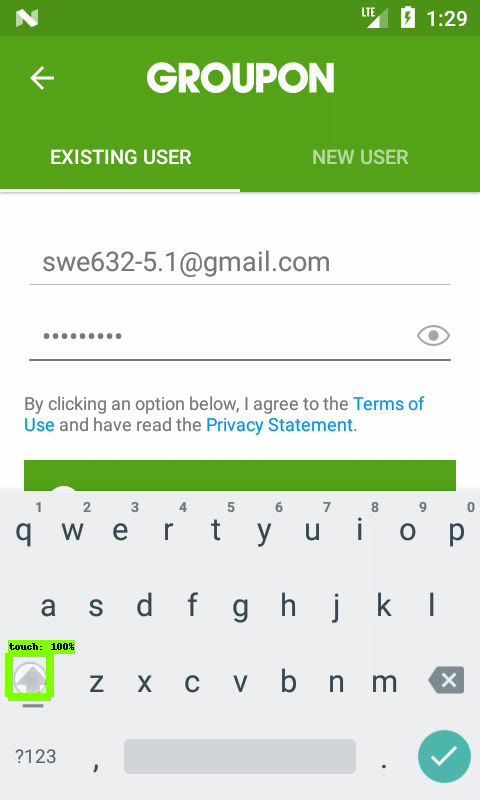 LTE 1:29
GROUPON
EXISTING USER NEW USER
swe632-5.1@gmail.com
•••••••••
By clicking an option below, I agree to the Terms of
Use and have read the Privacy Statement.
1 2 3 4 5 6 7 8 9 0
q w e r t y u i o p
a s d f g h j k l
touch: 100%
z x c v b n m
?123 , .